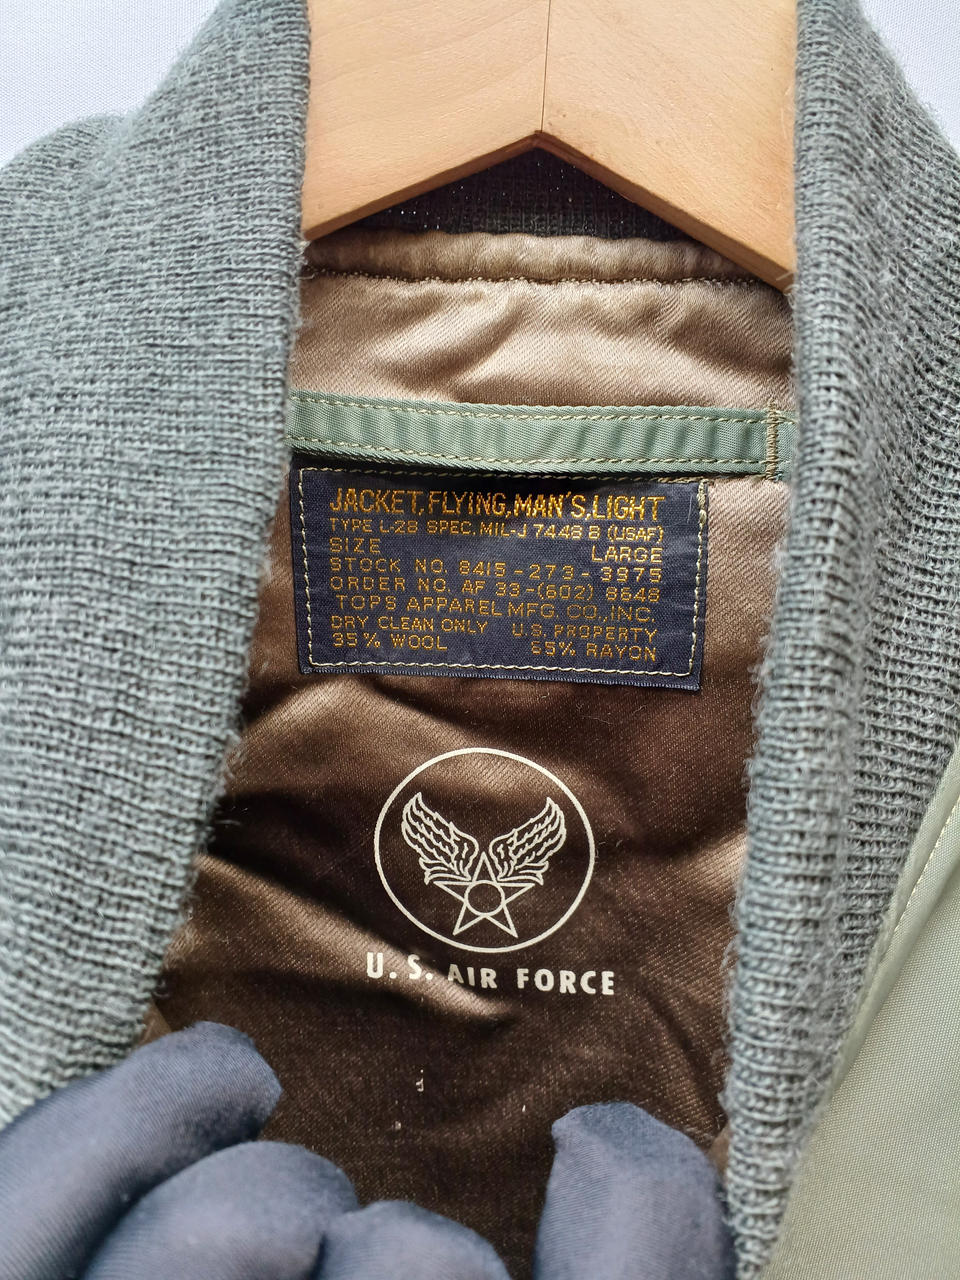 JACKET, FLYING, MAN'S, LIGHT
TYPE L-2B SPEC. MIL-J 7448 B (USAF)
SIZE LARGE
STOCK NO. 8415-273-3975
ORDER NO. AF 33-(602) 8648
TOPS APPAREL MFG. CO., INC.
DRY CLEAN ONLY U.S. PROPERTY
35% WOOL 65% RAYON
U.S. AIR FORCE